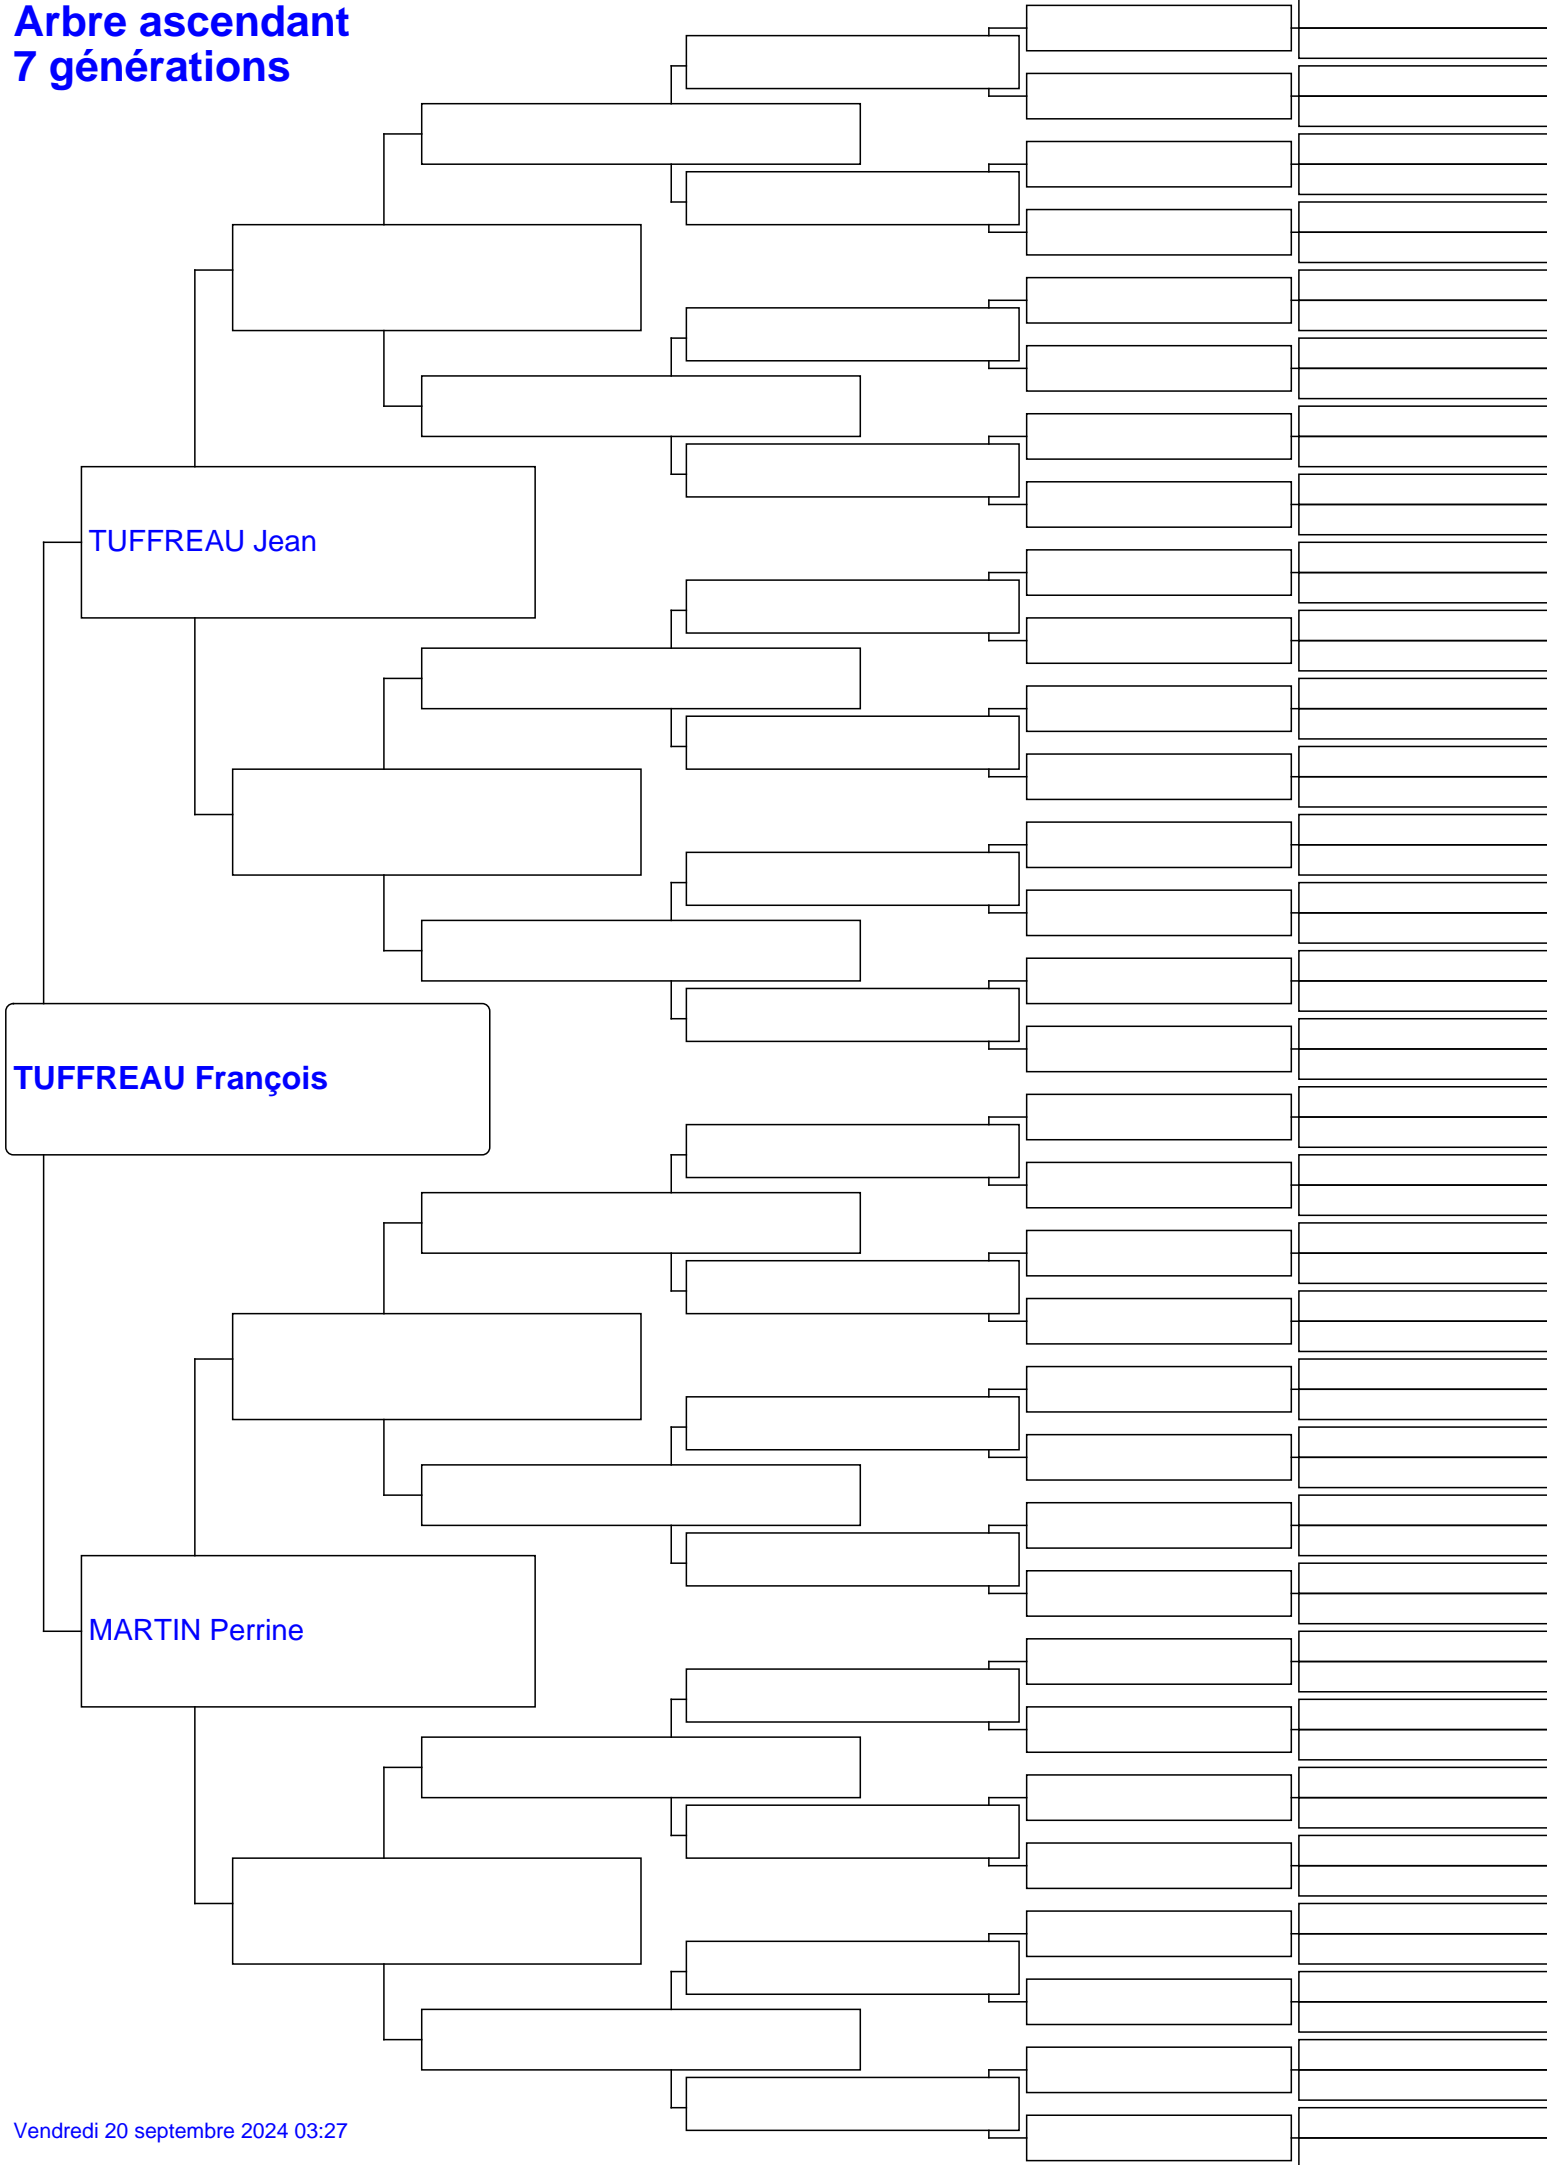 Arbre ascendant
7 générations
TUFFREAU Jean
TUFFREAU François
MARTIN Perrine
Vendredi 20 septembre 2024 03:27